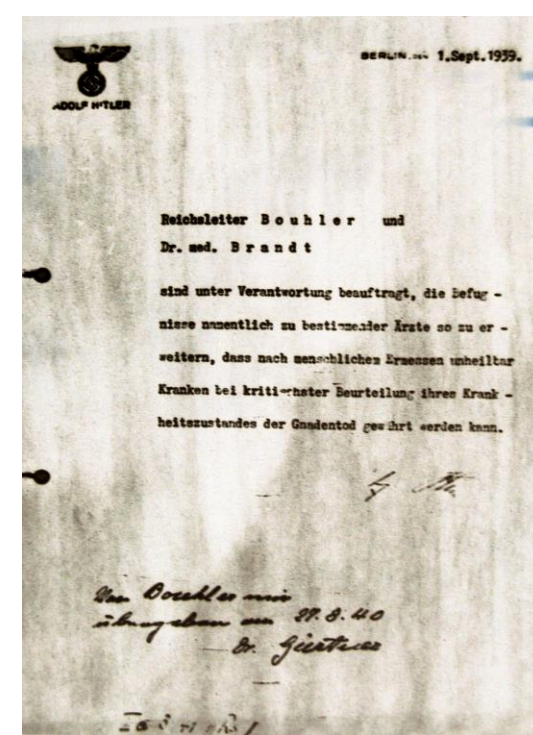 ADOLF HITLER
BERLIN, 1.Sept.1939.
Reichsleiter B o u h l e r und
Dr. med. B r a n d t
sind unter Verantwortung beauftragt, die Befug -
nisse namentlich zu bestimmender Ärzte so zu er -
weitern, dass nach menschlichem Ermessen unheilbar
Kranken bei kritischster Beurteilung ihres Krank -
heitszustandes der Gnadentod gewährt werden kann.
Von Bouhler mir
übergeben am 27.8.40
Dr. Gürtner